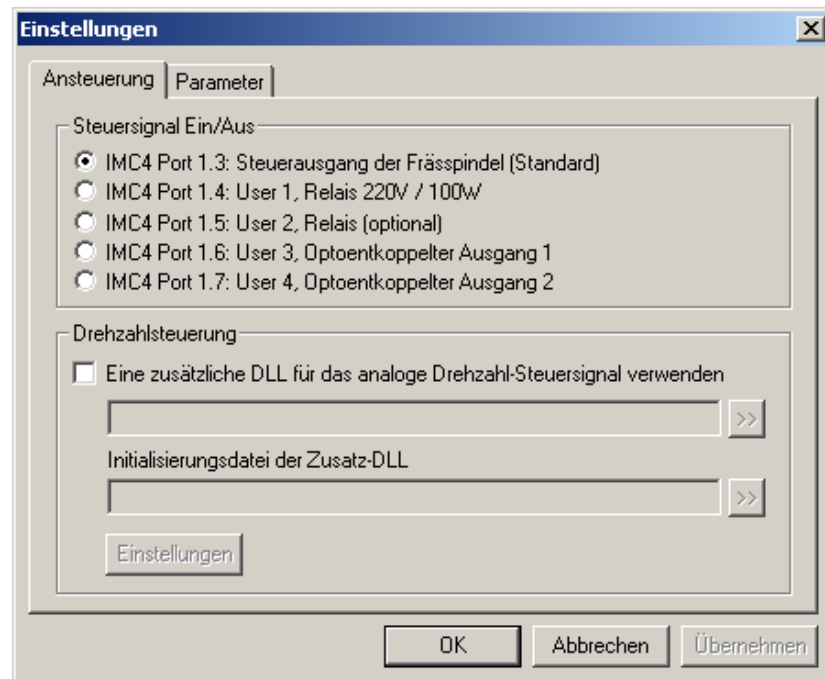 Einstellungen
Ansteuerung
Parameter
Steuersignal Ein/Aus
IMC4 Port 1.3: Steuerausgang der Frässpindel (Standard)
IMC4 Port 1.4: User 1, Relais 220V / 100W
IMC4 Port 1.5: User 2, Relais (optional)
IMC4 Port 1.6: User 3, Optoentkoppelter Ausgang 1
IMC4 Port 1.7: User 4, Optoentkoppelter Ausgang 2
Drehzahlsteuerung
Eine zusätzliche DLL für das analoge Drehzahl-Steuersignal verwenden
>>
Initialisierungsdatei der Zusatz-DLL
>>
Einstellungen
OK
Abbrechen
Übernehmen